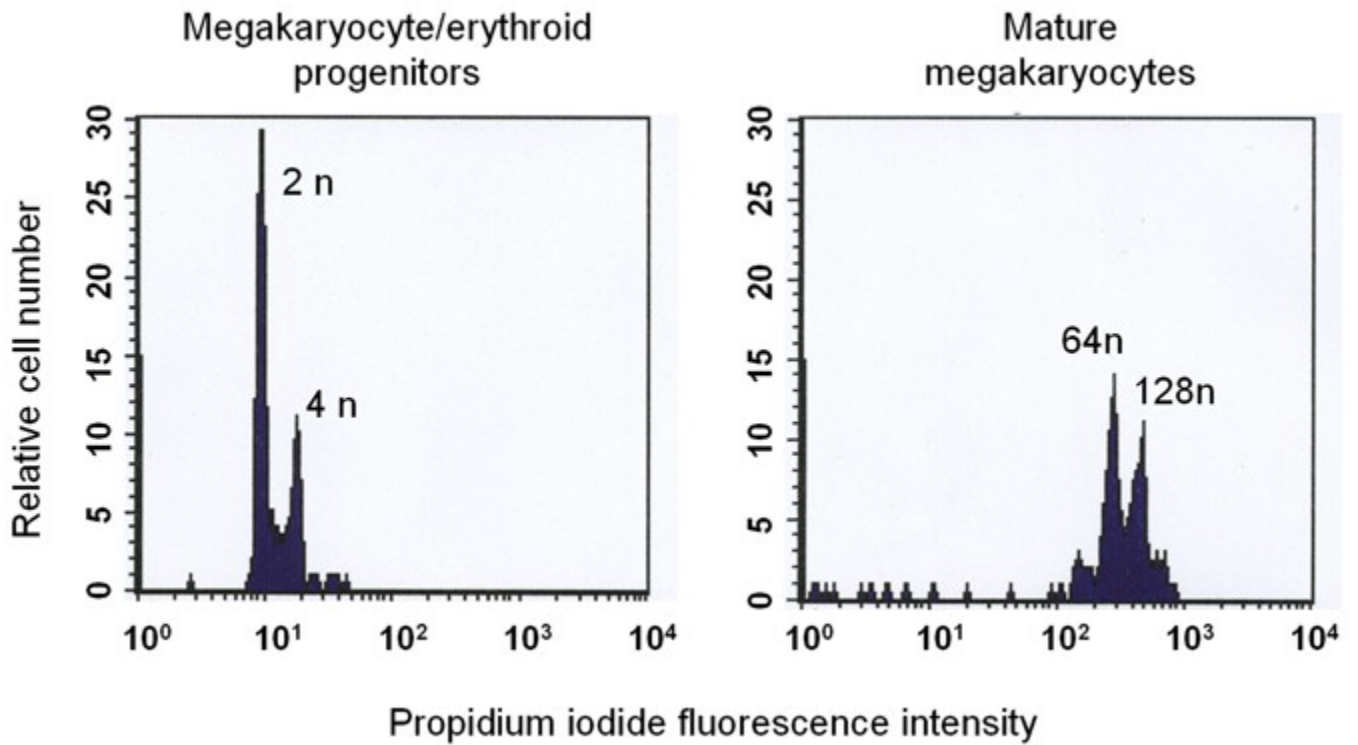 Megakaryocyte/erythroid
progenitors
Mature
megakaryocytes
Relative cell number
30
25
20
15
10
5
0
2 n
4 n
10⁰ 10¹ 10² 10³ 10⁴
30
25
20
15
10
5
0
64n
128n
10⁰ 10¹ 10² 10³ 10⁴
Propidium iodide fluorescence intensity